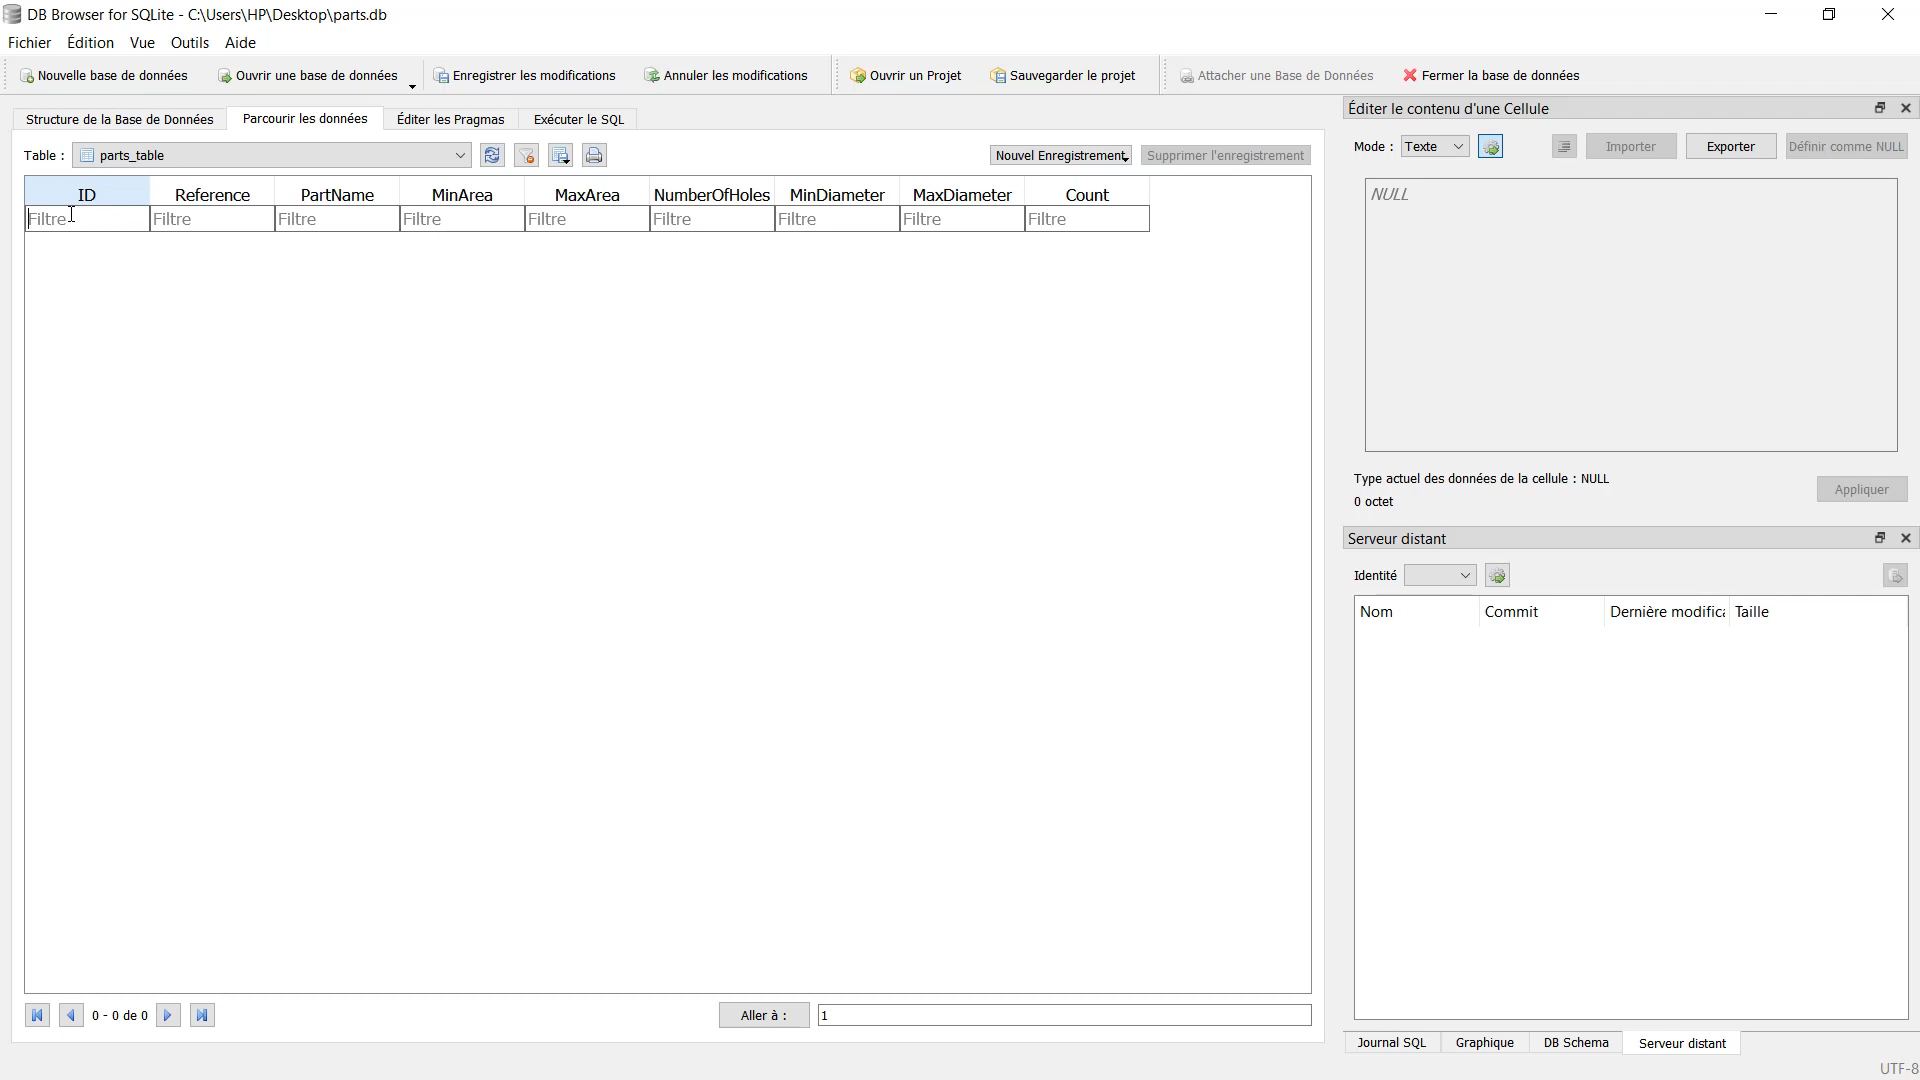 DB Browser for SQLite - C:\Users\HP\Desktop\parts.db
Fichier Édition Vue Outils Aide
Nouvelle base de données Ouvrir une base de données Enregistrer les modifications Annuler les modifications Ouvrir un Projet Sauvegarder le projet Attacher une Base de Données Fermer la base de données
Structure de la Base de Données Parcourir les données Éditer les Pragmas Exécuter le SQL
Table : parts_table Nouvel Enregistrement Supprimer l'enregistrement
ID Reference PartName MinArea MaxArea NumberOfHoles MinDiameter MaxDiameter Count
Filtre Filtre Filtre Filtre Filtre Filtre Filtre Filtre Filtre
0 - 0 de 0 Aller à : 1
Éditer le contenu d'une Cellule
Mode : Texte Importer Exporter Définir comme NULL
NULL
Type actuel des données de la cellule : NULL
0 octet
Appliquer
Serveur distant
Identité
Nom Commit Dernière modific Taille
Journal SQL Graphique DB Schema Serveur distant
UTF-8